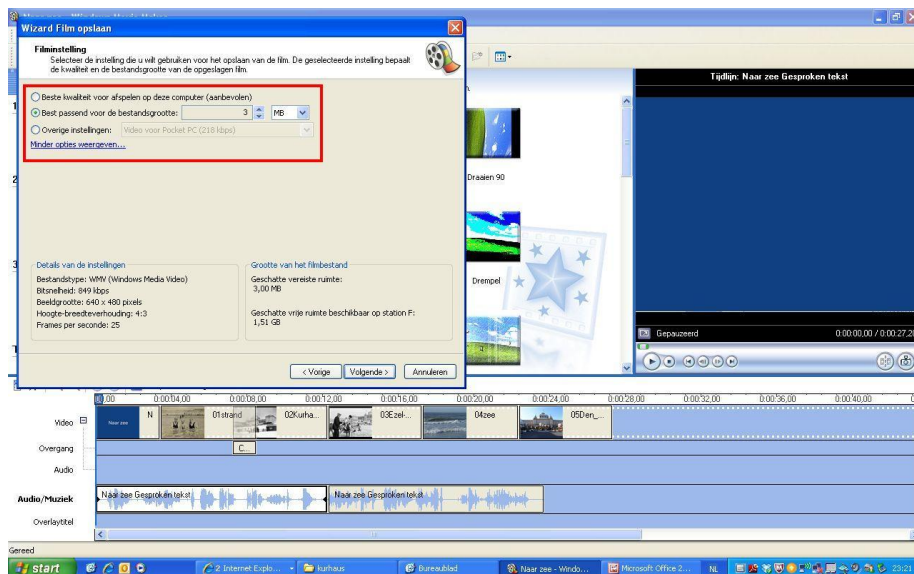 Naar zee - Windows Movie Maker
Wizard Film opslaan
Filminstelling
Selecteer de instelling die u wilt gebruiken voor het opslaan van de film. De geselecteerde instelling bepaalt
de kwaliteit en de bestandsgrootte van de opgeslagen film.
Beste kwaliteit voor afspelen op deze computer (aanbevolen)
Best passend voor de bestandsgrootte: 3 MB
Overige instellingen: Video voor Pocket PC (218 kbps)
Minder opties weergeven...
Details van de instellingen
Bestandstype: WMV (Windows Media Video)
Bitsnelheid: 849 kbps
Beeldgrootte: 640 x 480 pixels
Hoogte-breedteverhouding: 4:3
Frames per seconde: 25
Grootte van het filmbestand
Geschatte vereiste ruimte:
3,00 MB
Geschatte vrije ruimte beschikbaar op station F:
1,51 GB
< Vorige
Volgende >
Annuleren
Draaien 90
Drempel
Tijdlijn: Naar zee Gesproken tekst
Gepauzeerd
0:00:00,00 / 0:00:27,2
0:00:04,00 0:00:08,00 0:00:12,00 0:00:16,00 0:00:20,00 0:00:24,00 0:00:28,00 0:00:32,00 0:00:36,00 0:00:40,00
Video
Naar zee N 01strand 02Kurha... 03Ezel-... 04zee 05Den_...
Overgang
C...
Audio
Audio/Muziek
Naar zee Gesproken tekst
Naar zee Gesproken tekst
Overlaytitel
Gereed
start
2 Internet Explo...
kurhaus
Bureaublad
Naar zee - Windo...
Microsoft Office 2...
NL
23:21